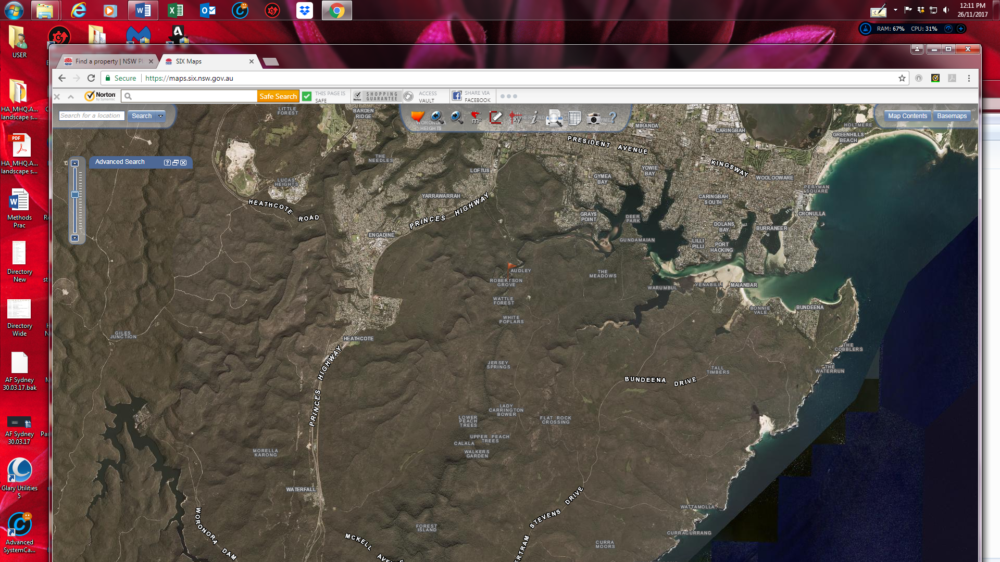 12:11 PM
26/11/2017
RAM: 67%
CPU: 31%
USER
HA_MHQ.A...
landscape s...
PDF
HA_MHQ.A...
landscape s...
Methods
Prac
Directory
New
Directory
Wide
AF Sydney
30.03.17.bak
AF Sydney
30.03.17
Glary Utilities
5
Advanced
SystemCa...
Find a property | NSW Pl
SIX Maps
Secure
https://maps.six.nsw.gov.au
Norton
by Symantec
Safe Search
THIS PAGE IS
SAFE
SHOPPING
GUARANTEE
ACCESS
VAULT
SHARE VIA
FACEBOOK
Search for a location
Search
m²
xy
i
?
Map Contents
Basemaps
Advanced Search
LITTLE
FOREST
BARDEN
RIDGE
WORONORA
HEIGHTS
MIRANDA
CARINGBAH
HOLTMERE
GREENHILLS
BEACH
PRESIDENT AVENUE
KINGSWAY
THE
NEEDLES
LOFTUS
GYMEA
BAY
YOWIE
BAY
WOOLOOWARE
PERYMAN
SQUARE
LUCAS
HEIGHTS
YARRAWARRAH
CARINGBAH
SOUTH
HEATHCOTE ROAD
PRINCES HIGHWAY
GRAYS
POINT
DEER
PARK
CRONULLA
DOLANS
BAY
BURRANEER
ENGADINE
GUNDAMAIAN
LILLI
PILLI
PORT
HACKING
AUDLEY
THE
MEADOWS
ROBERTSON
GROVE
WARUMBUL
YENABILLI
MAIANBAR
WATTLE
FOREST
BONNIE
VALE
BUNDEENA
WHITE
POPLARS
GILES
JUNCTION
HEATHCOTE
THE
COBBLERS
JERSEY
SPRINGS
TALL
TIMBERS
THE
WATERRUN
BUNDEENA DRIVE
PRINCES HIGHWAY
LADY
CARRINGTON
BOWER
LOWER
PEACH
TREES
FLAT ROCK
CROSSING
UPPER PEACH
TREES
CALALA
WALKERS
GARDEN
MORELLA
KARONG
WATERFALL
WATTAMOLLA
STEVENS DRIVE
WORONORA DAM
FOREST
ISLAND
CURRACURRANG
MCKELL
CURRA
MOORS